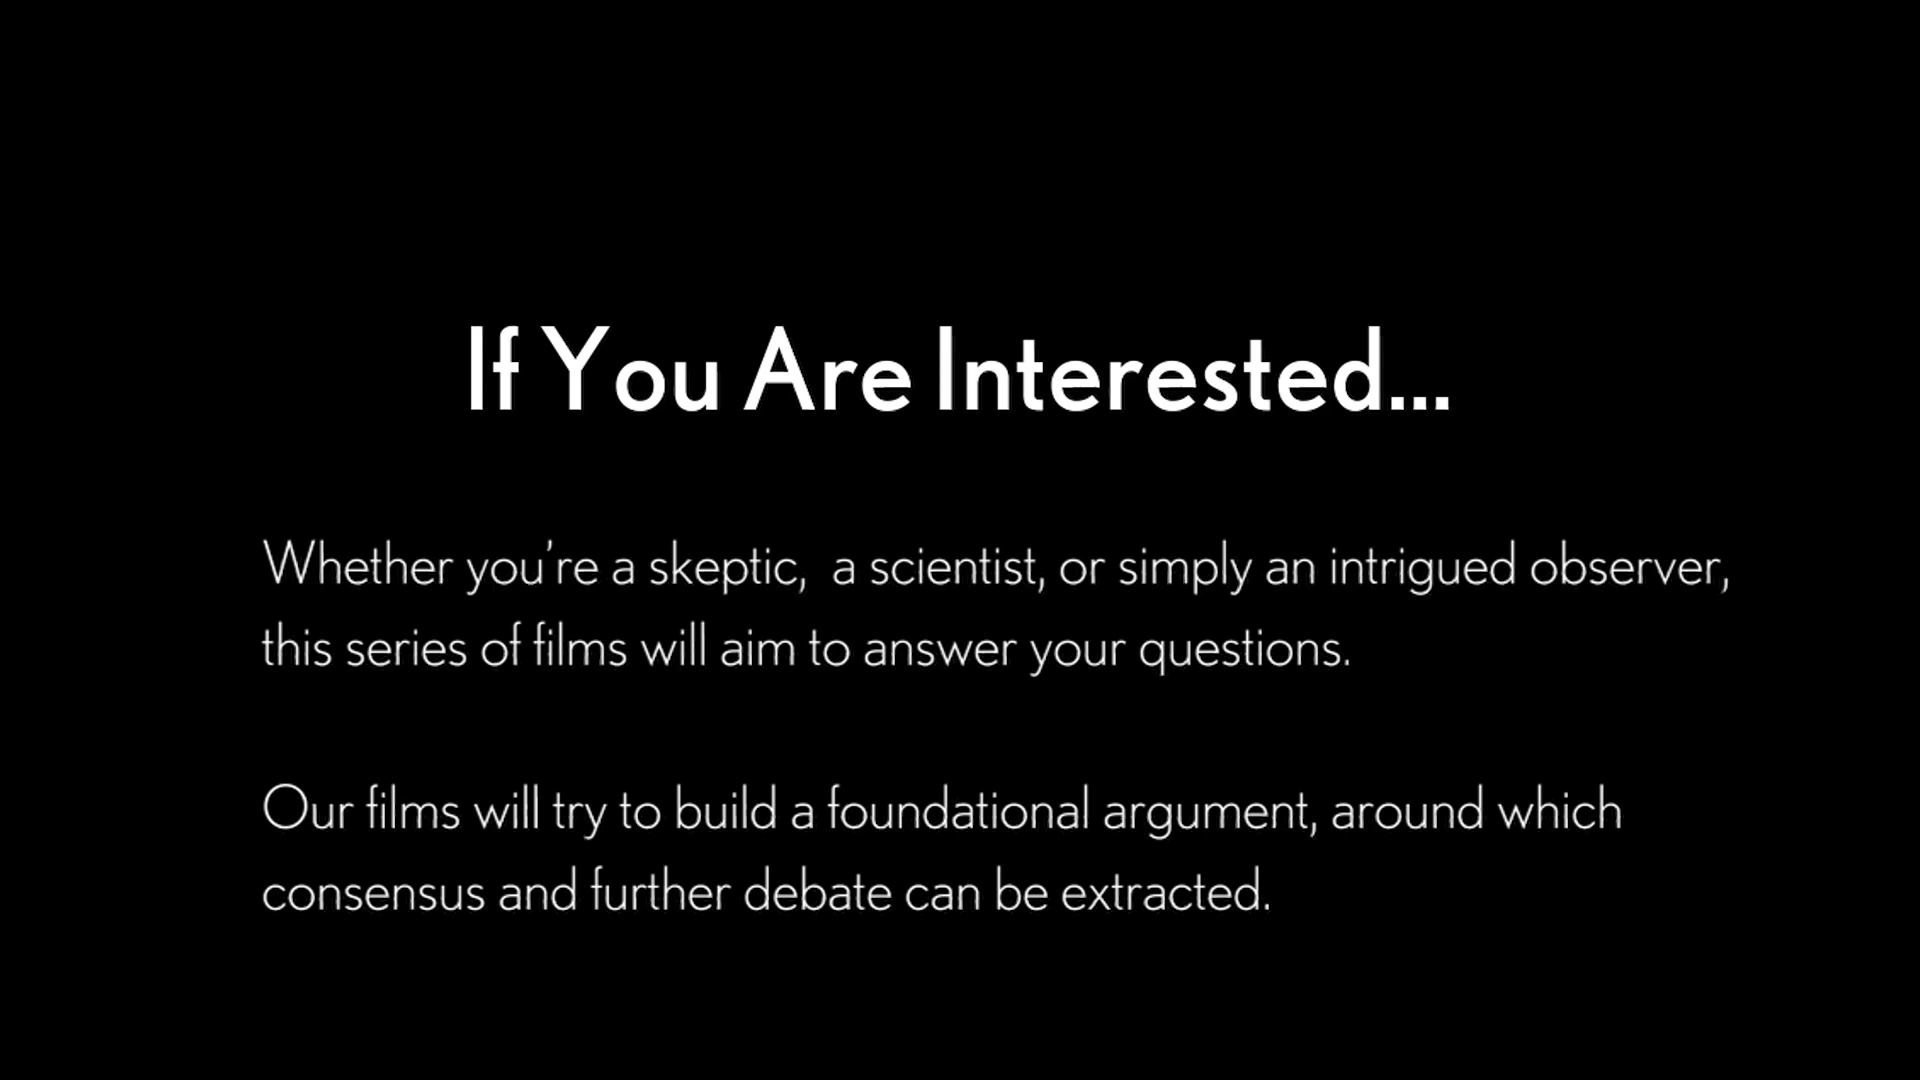 If You Are Interested...
Whether you're a skeptic,  a scientist, or simply an intrigued observer,
this series of films will aim to answer your questions.
Our films will try to build a foundational argument, around which
consensus and further debate can be extracted.